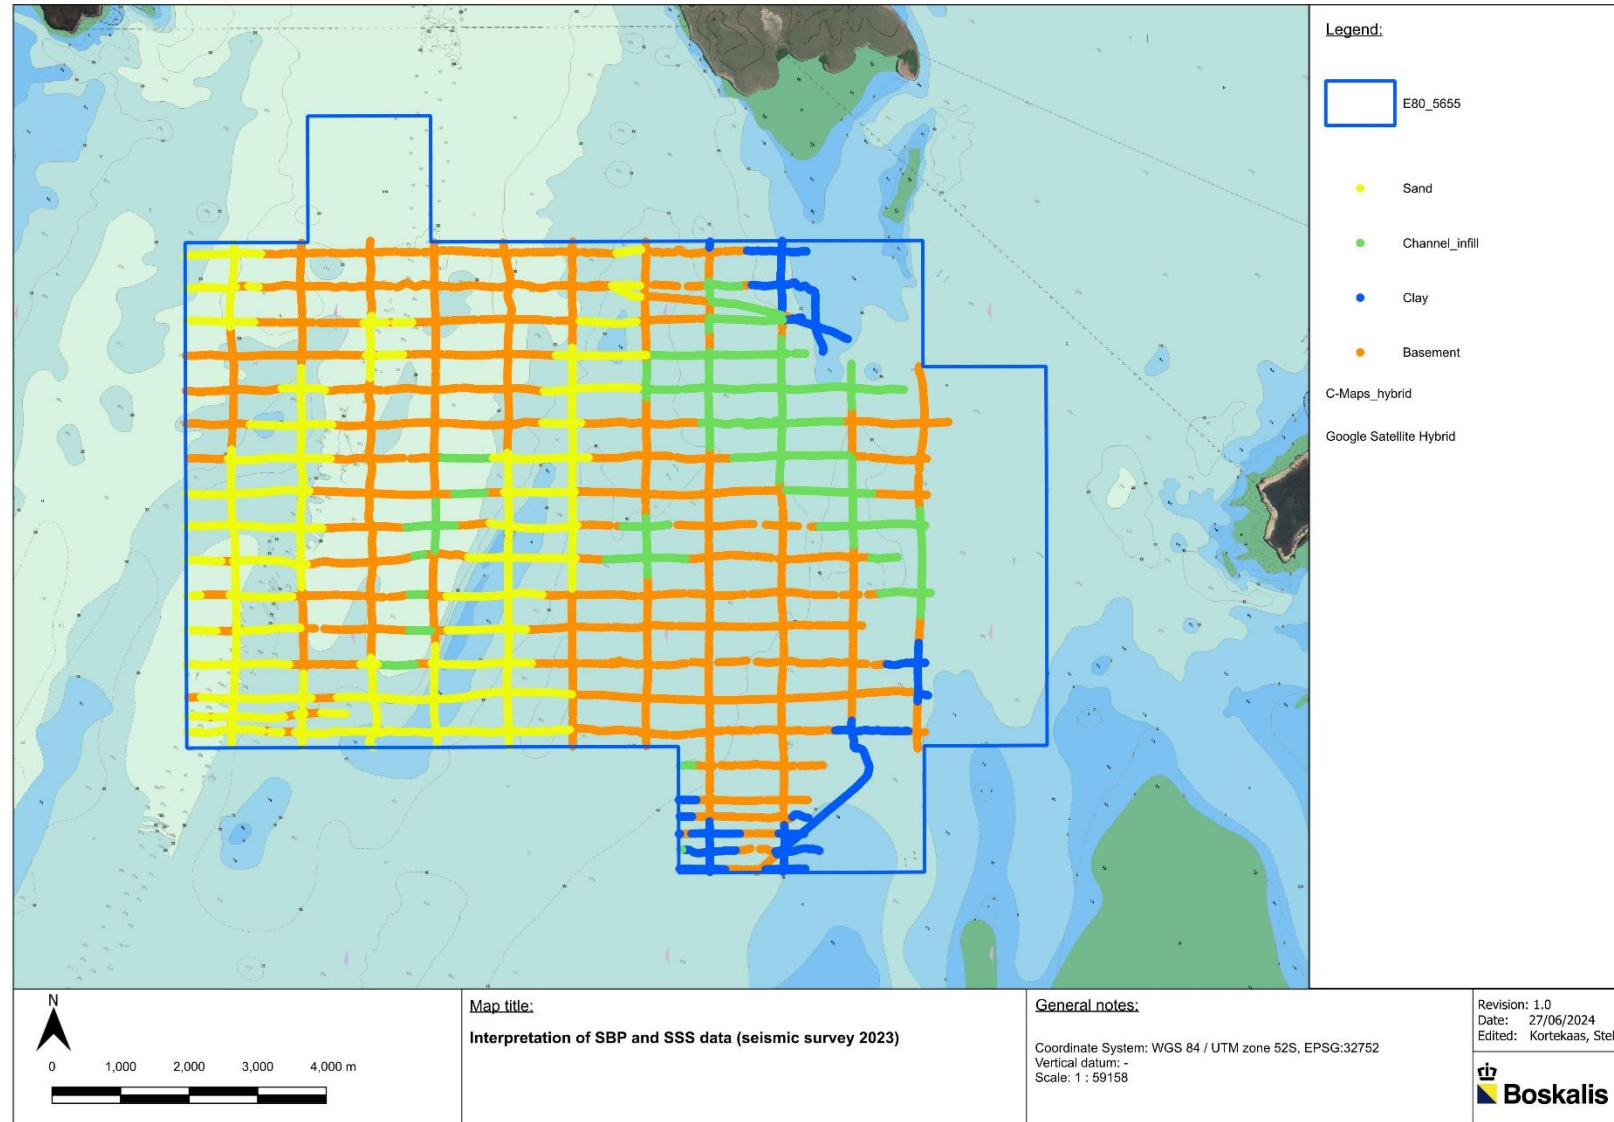 Legend:
E80_5655
Sand
Channel_infill
Clay
Basement
C-Maps_hybrid
Google Satellite Hybrid
N
0 1,000 2,000 3,000 4,000 m
Map title:
Interpretation of SBP and SSS data (seismic survey 2023)
General notes:
Coordinate System: WGS 84 / UTM zone 52S, EPSG:32752
Vertical datum: -
Scale: 1 : 59158
Revision: 1.0
Date: 27/06/2024
Edited: Kortekaas, Stel
Boskalis